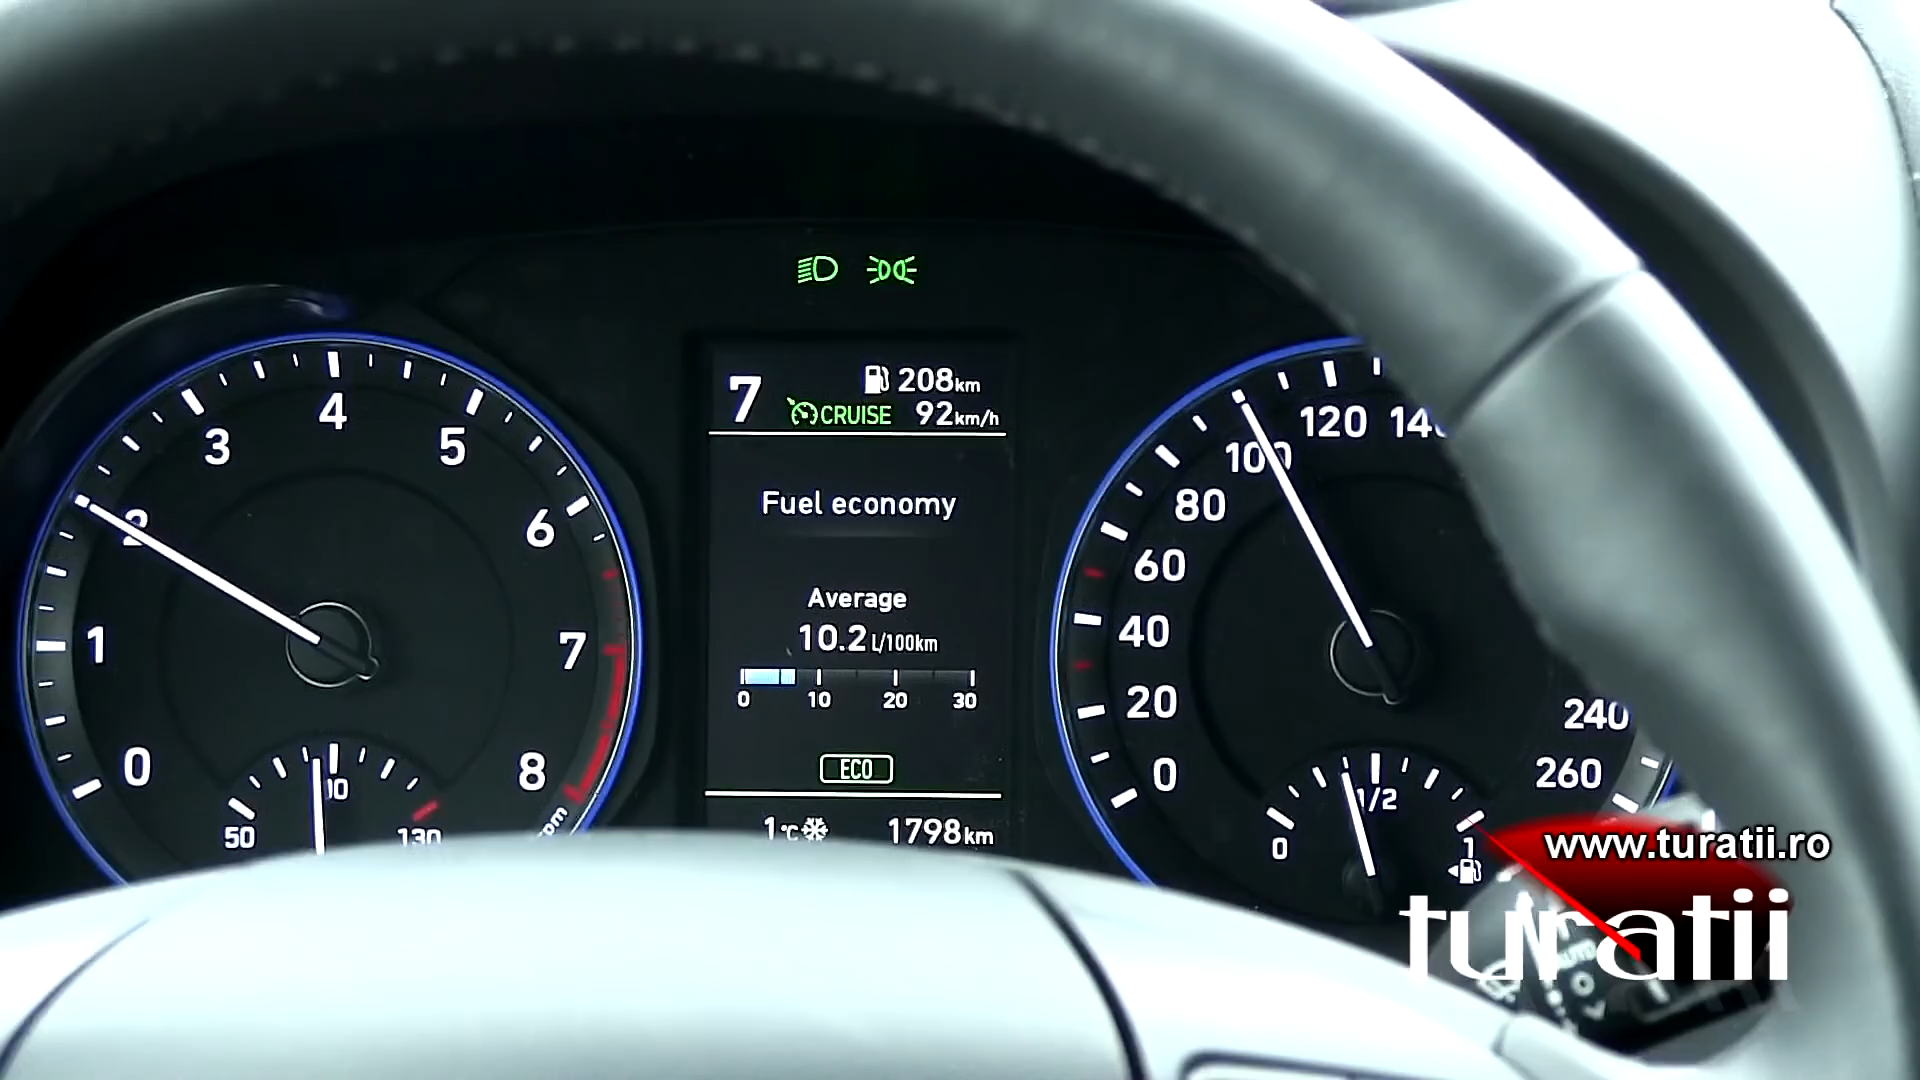 7 208km
CRUISE 92km/h
Fuel economy
Average
10.2 L/100km
0 10 20 30
ECO
1°C 1798km
0 1 2 3 4 5 6 7 8
50 130
0 20 40 60 80 100 120 240 260
0 1/2 1
www.turatii.ro
turatii